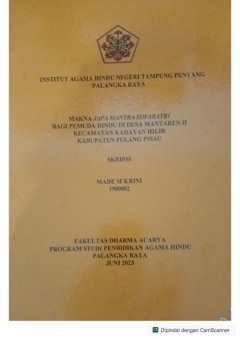 INSTITUT AGAMA HINDU NEGERI TAMPUNG PENYANG
PALANGKA RAYA
MAKNA JAPA MANTRA SIWARATRI
BAGI PEMUDA HINDU DI DESA MANTAREN II
KECAMATAN KAHAYAN HILIR
KABUPATEN PULANG PISAU
SKRIPSI
MADE SUKRINI
1900002
FAKULTAS DHARMA ACARYA
PROGRAM STUDI PENDIDIKAN AGAMA HINDU
PALANGKA RAYA
JUNI 2023
Dipindai dengan CamScanner